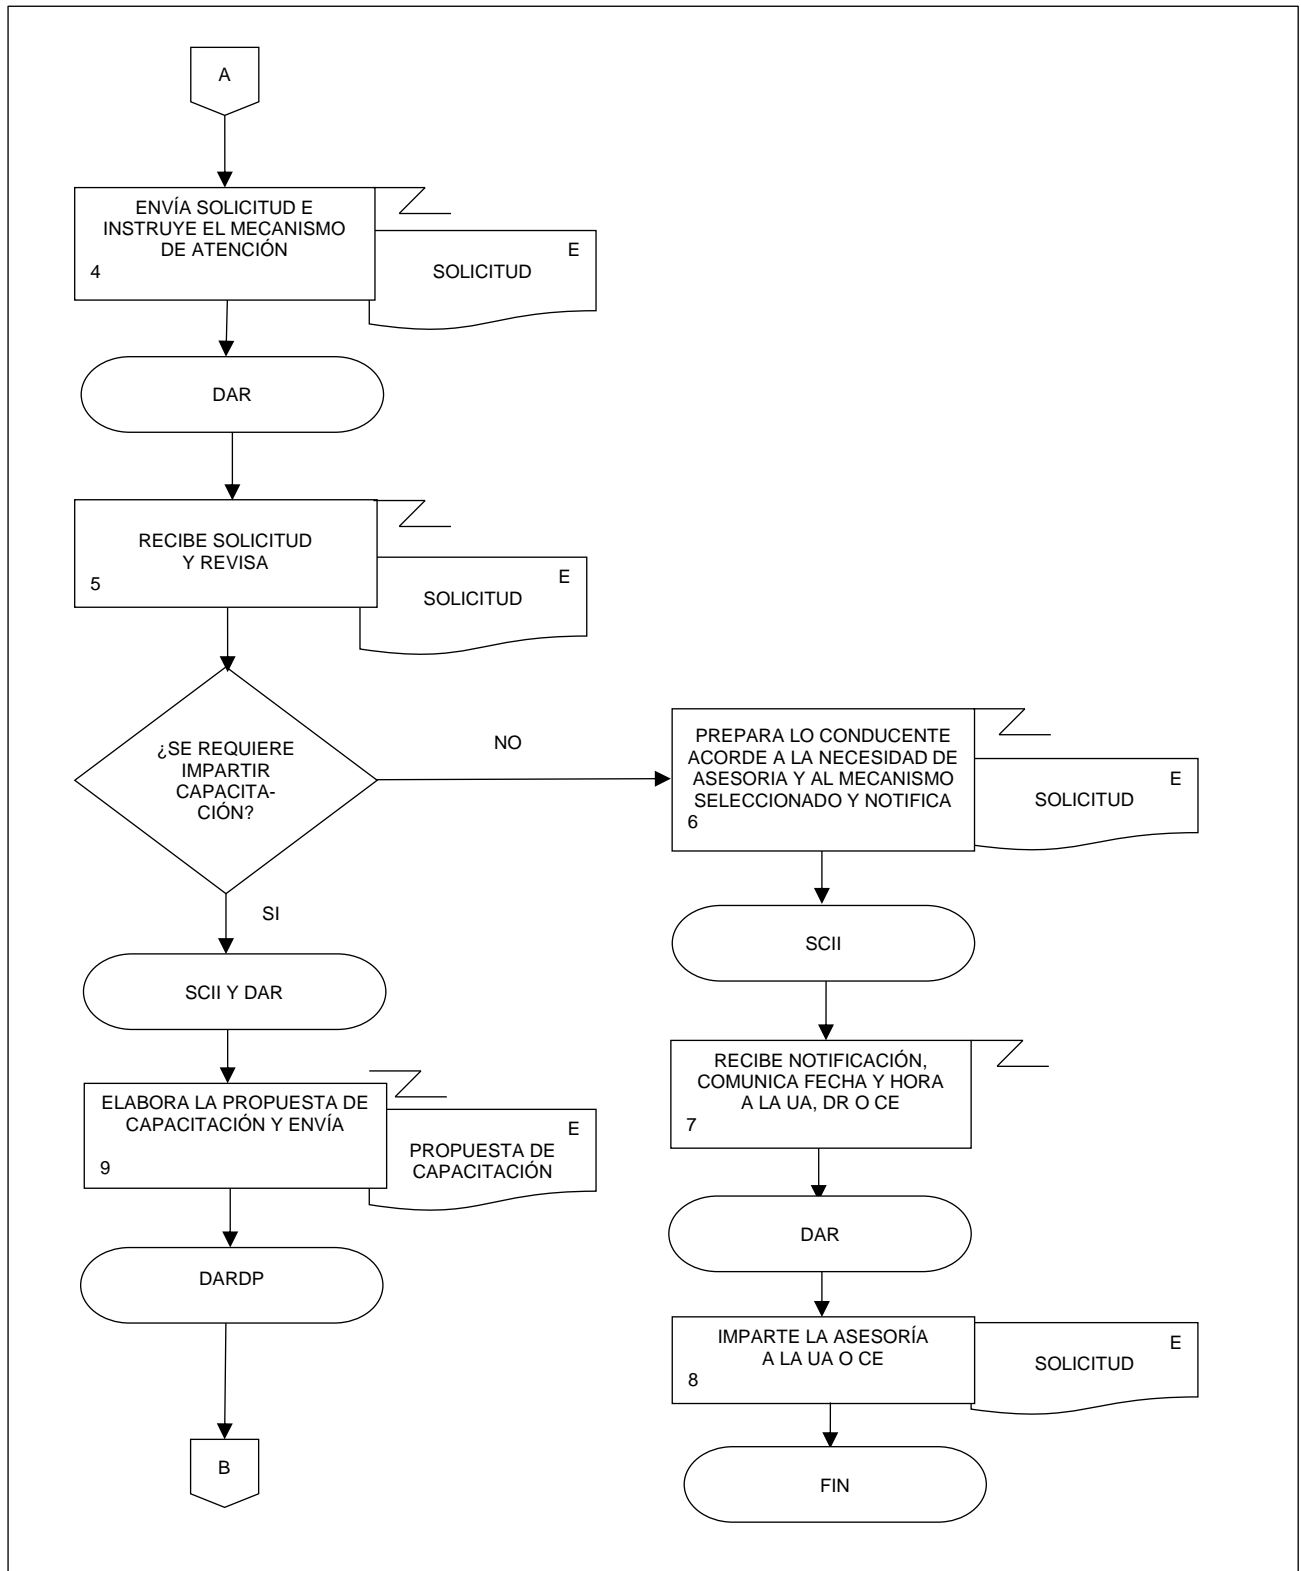 A
ENVÍA SOLICITUD E
INSTRUYE EL MECANISMO
DE ATENCIÓN
4
E
SOLICITUD
DAR
RECIBE SOLICITUD
Y REVISA
5
E
SOLICITUD
¿SE REQUIERE
IMPARTIR
CAPACITA-
CIÓN?
NO
SI
PREPARA LO CONDUCENTE
ACORDE A LA NECESIDAD DE
ASESORIA Y AL MECANISMO
SELECCIONADO Y NOTIFICA
6
E
SOLICITUD
SCII
RECIBE NOTIFICACIÓN,
COMUNICA FECHA Y HORA
A LA UA, DR O CE
7
DAR
IMPARTE LA ASESORÍA
A LA UA O CE
8
E
SOLICITUD
FIN
SCII Y DAR
ELABORA LA PROPUESTA DE
CAPACITACIÓN Y ENVÍA
9
E
PROPUESTA DE
CAPACITACIÓN
DARDP
B